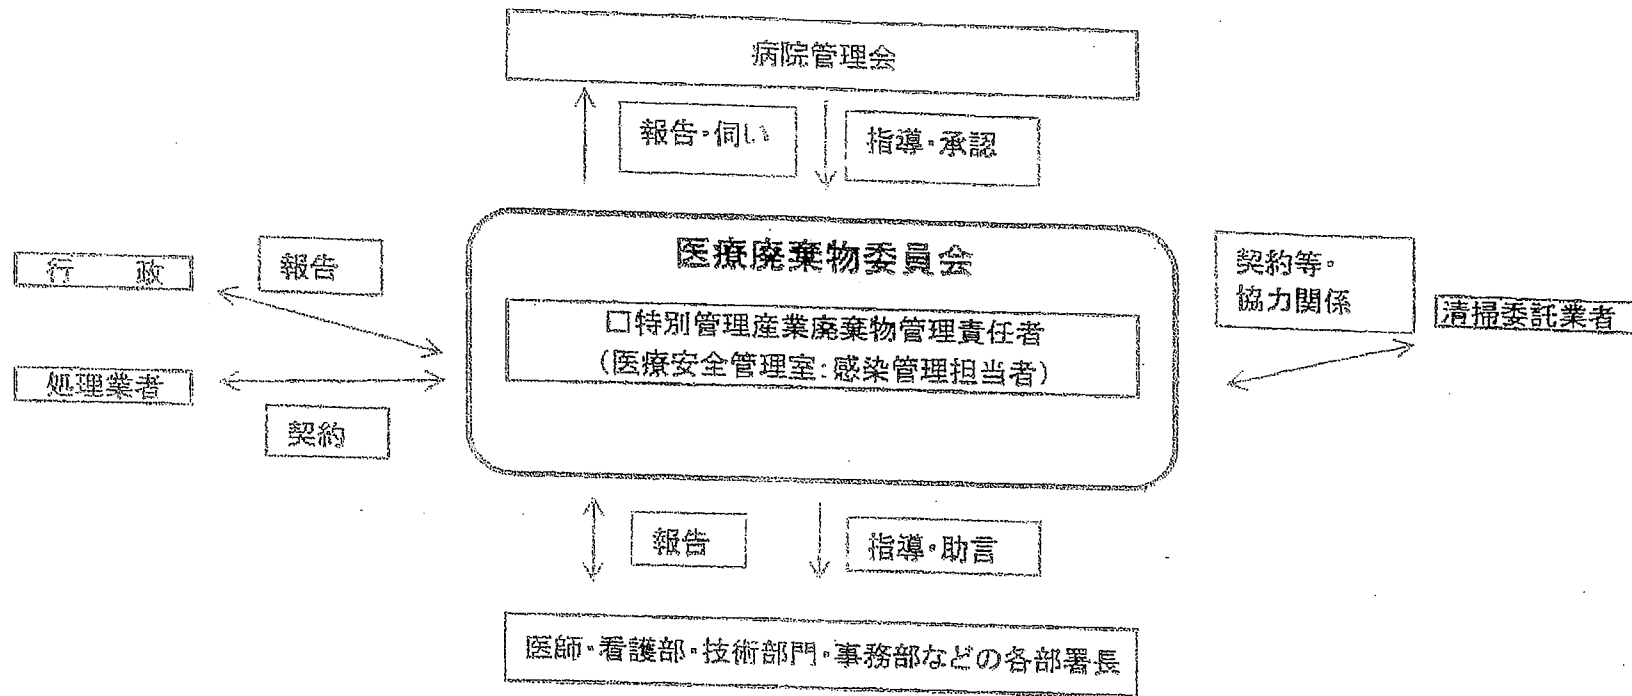 病院管理会
報告・伺い
指導・承認
医療廃棄物委員会
行　政
報告
契約等・
協力関係
□特別管理産業廃棄物管理責任者
(医療安全管理室:感染管理担当者)
清掃委託業者
処理業者
契約
報告
指導・助言
医師・看護部・技術部門・事務部などの各部署長